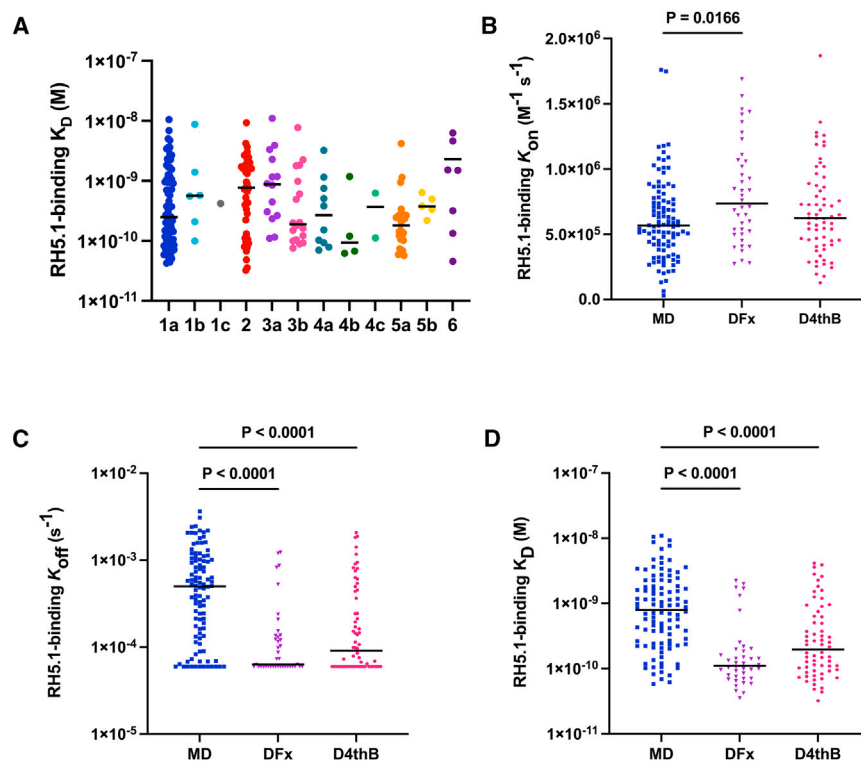 A
RH5.1-binding K_D (M)
1×10⁻⁷
1×10⁻⁸
1×10⁻⁹
1×10⁻¹⁰
1×10⁻¹¹
1a 1b 1c 2 3a 3b 4a 4b 4c 5a 5b 6
B
P = 0.0166
RH5.1-binding K_on (M⁻¹ s⁻¹)
2.0×10⁶
1.5×10⁶
1.0×10⁶
5.0×10⁵
0.0
MD DFx D4thB
C
P < 0.0001
P < 0.0001
RH5.1-binding K_off (s⁻¹)
1×10⁻²
1×10⁻³
1×10⁻⁴
1×10⁻⁵
MD DFx D4thB
D
P < 0.0001
P < 0.0001
RH5.1-binding K_D (M)
1×10⁻⁷
1×10⁻⁸
1×10⁻⁹
1×10⁻¹⁰
1×10⁻¹¹
MD DFx D4thB